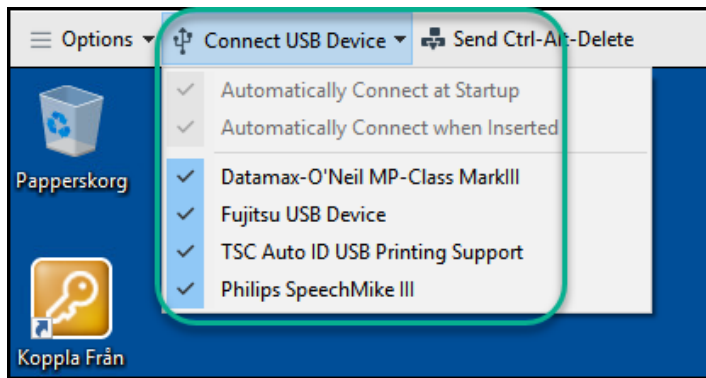 Options Connect USB Device Send Ctrl-Alt-Delete
Automatically Connect at Startup
Automatically Connect when Inserted
Papperskorg
Datamax-O'Neil MP-Class MarkIII
Fujitsu USB Device
TSC Auto ID USB Printing Support
Philips SpeechMike III
Koppla Från